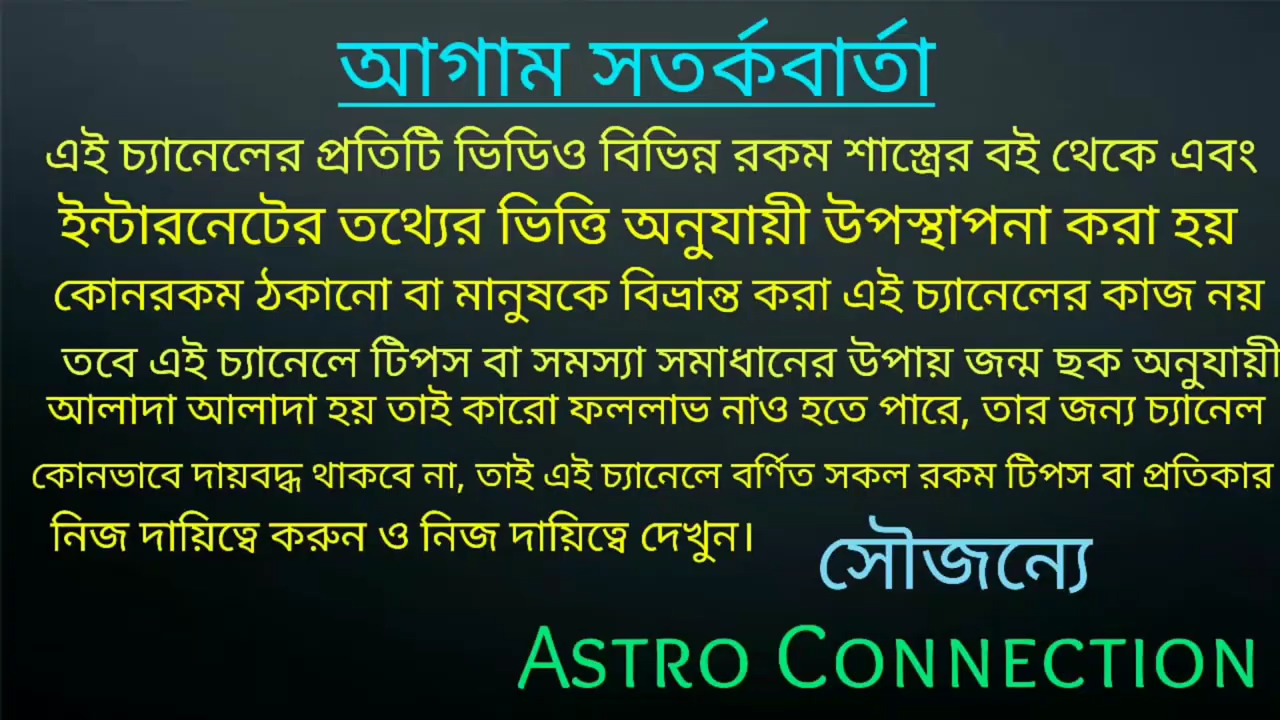 আগাম সতর্কবার্তা
এই চ্যানেলের প্রতিটি ভিডিও বিভিন্ন রকম শাস্ত্রের বই থেকে এবং
ইন্টারনেটের তথ্যের ভিত্তি অনুযায়ী উপস্থাপনা করা হয়
কোনরকম ঠকানো বা মানুষকে বিভ্রান্ত করা এই চ্যানেলের কাজ নয়
তবে এই চ্যানেলে টিপস বা সমস্যা সমাধানের উপায় জন্ম ছক অনুযায়ী
আলাদা আলাদা হয় তাই কারো ফললাভ নাও হতে পারে, তার জন্য চ্যানেল
কোনভাবে দায়বদ্ধ থাকবে না, তাই এই চ্যানেলে বর্ণিত সকল রকম টিপস বা প্রতিকার
নিজ দায়িত্বে করুন ও নিজ দায়িত্বে দেখুন।
সৌজন্যে
ASTRO CONNECTION